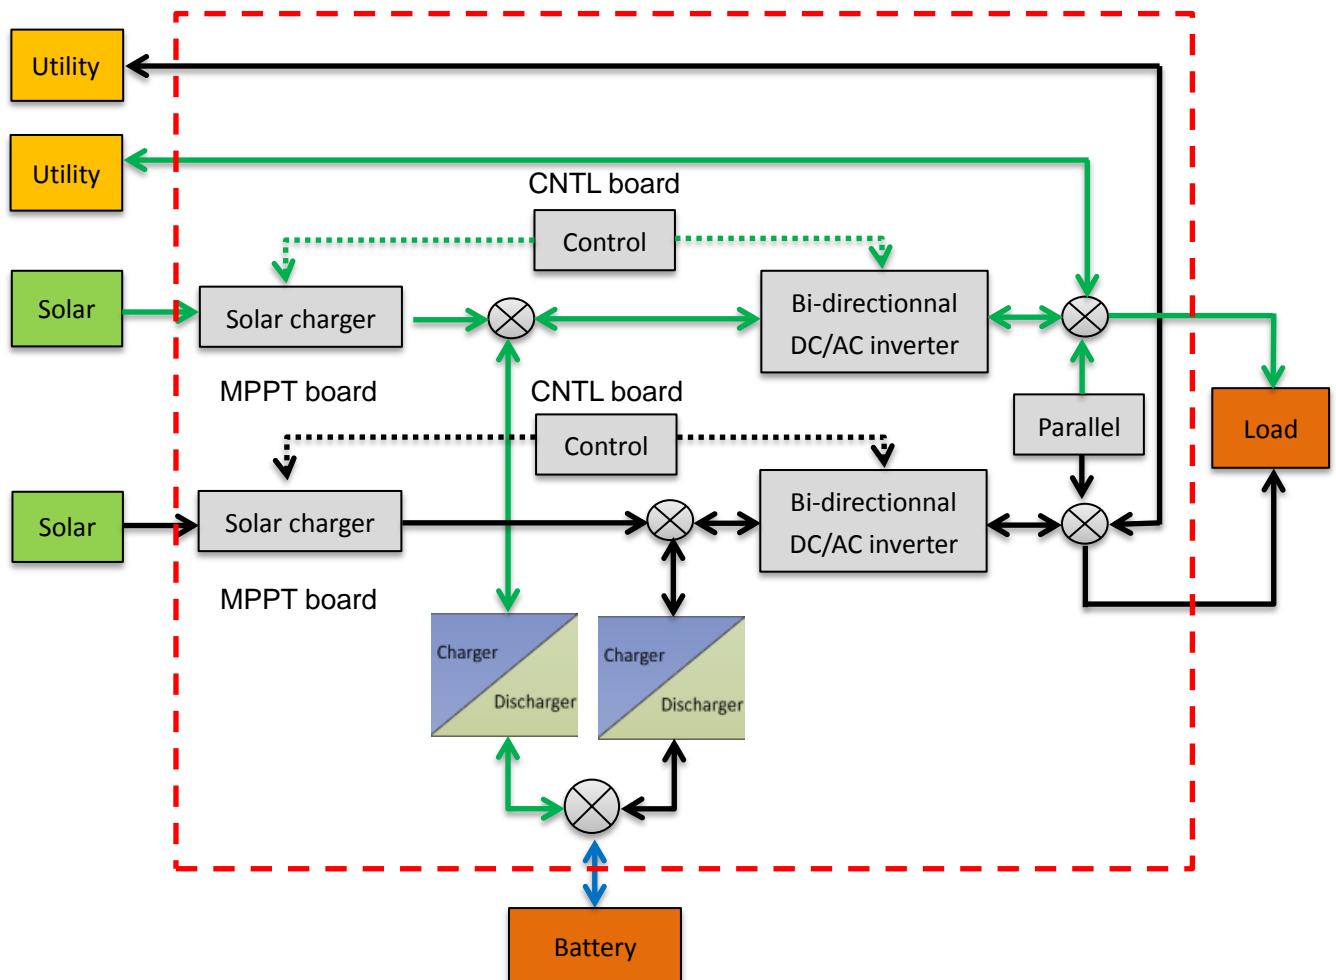 Utility
Utility
CNTL board
Control
Solar
Solar charger
Bi-directionnal
DC/AC inverter
MPPT board
CNTL board
Parallel
Load
Control
Solar
Solar charger
Bi-directionnal
DC/AC inverter
MPPT board
Charger
Discharger
Charger
Discharger
Battery